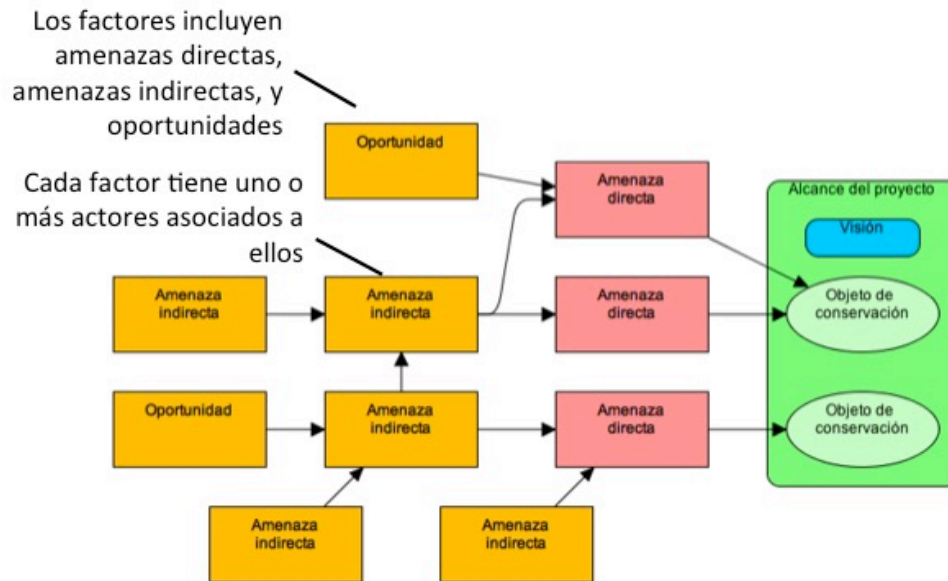 Los factores incluyen
amenazas directas,
amenazas indirectas, y
oportunidades
Oportunidad
Cada factor tiene uno o
más actores asociados a
ellos
Amenaza
directa
Alcance del proyecto
Visión
Amenaza
indirecta
Amenaza
indirecta
Amenaza
directa
Objeto de
conservación
Oportunidad
Amenaza
indirecta
Amenaza
directa
Objeto de
conservación
Amenaza
indirecta
Amenaza
indirecta